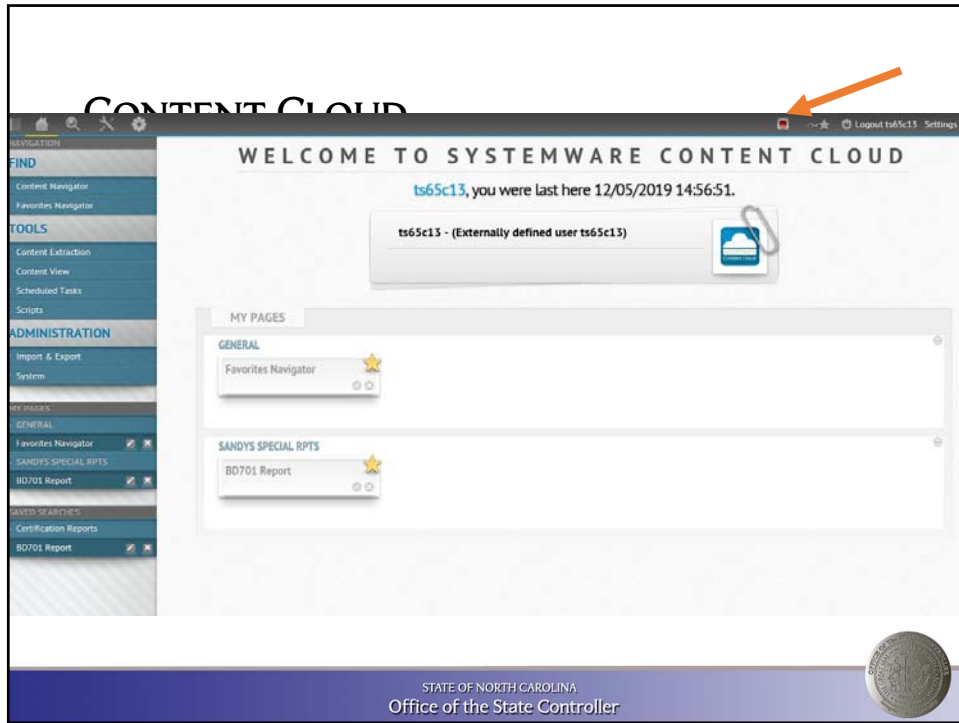 CONTENT CLOUD
Logout ts65c13 Settings
NAVIGATION
FIND
Content Navigator
Favorites Navigator
TOOLS
Content Extraction
Content View
Scheduled Tasks
Scripts
ADMINISTRATION
Import & Export
System
MY PAGES
GENERAL
Favorites Navigator
SANDYS SPECIAL RPTS
BD701 Report
SAVED SEARCHES
Certification Reports
BD701 Report
WELCOME TO SYSTEMWARE CONTENT CLOUD
ts65c13, you were last here 12/05/2019 14:56:51.
ts65c13 - (Externally defined user ts65c13)
MY PAGES
GENERAL
Favorites Navigator
SANDYS SPECIAL RPTS
BD701 Report
STATE OF NORTH CAROLINA
Office of the State Controller